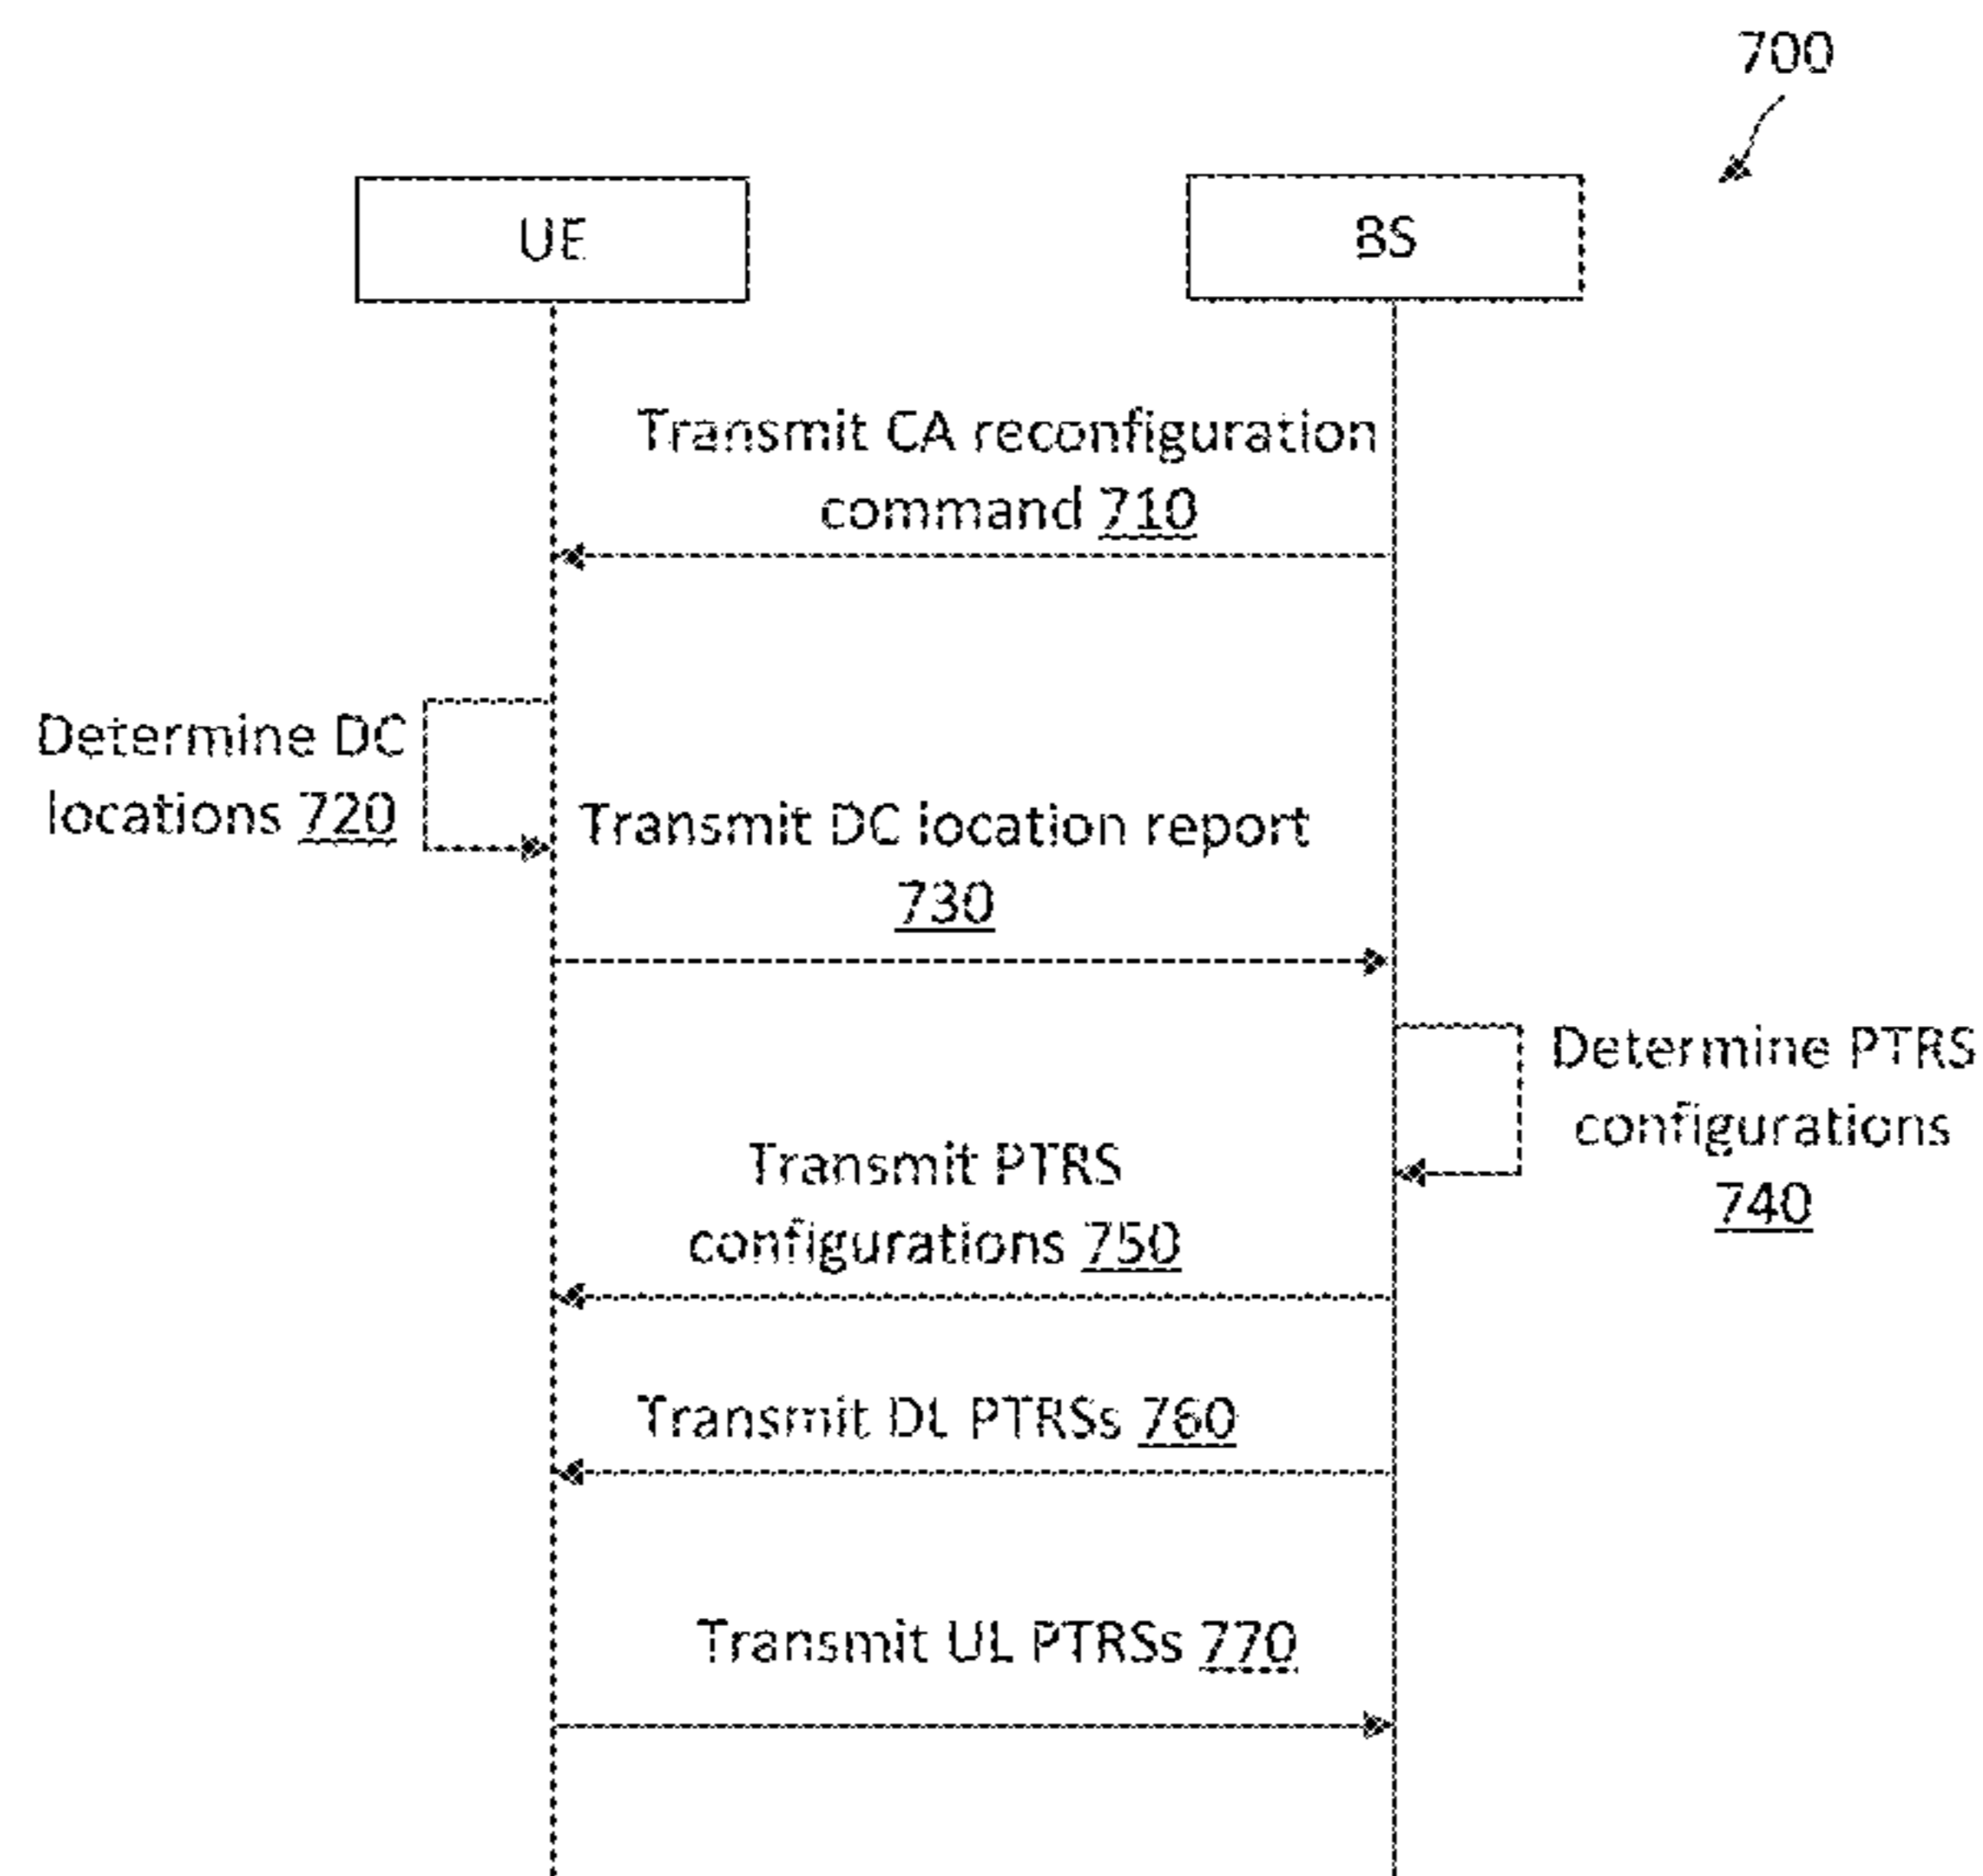 700
UE
BS
Transmit CA reconfiguration
command 710
Determine DC
locations 720
Transmit DC location report
730
Determine PTRS
configurations
740
Transmit PTRS
configurations 750
Transmit DL PTRSs 760
Transmit UL PTRSs 770